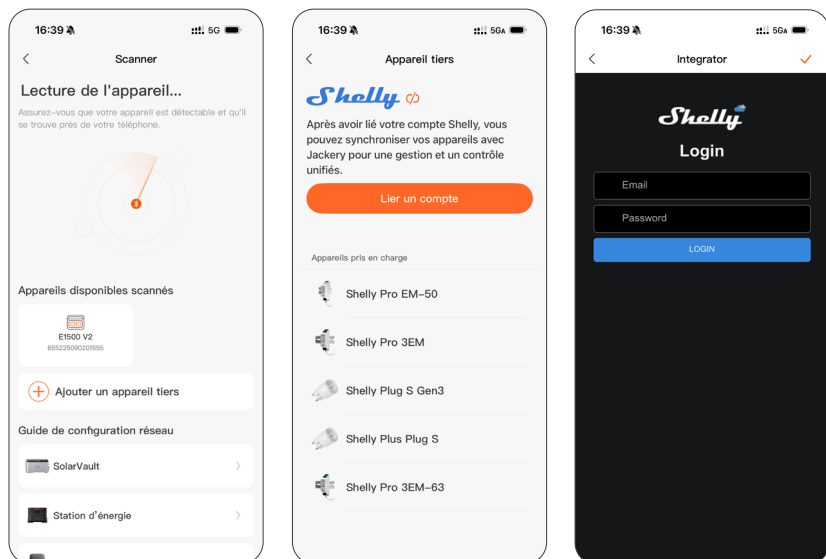 16:39
5G
Scanner
Lecture de l'appareil...
Assurez-vous que votre appareil est détectable et qu'il
se trouve près de votre téléphone.
Appareils disponibles scannés
E1500 V2
855225090201555
Ajouter un appareil tiers
Guide de configuration réseau
SolarVault
Station d'énergie
16:39
5GA
Appareil tiers
Shelly
Après avoir lié votre compte Shelly, vous
pouvez synchroniser vos appareils avec
Jackery pour une gestion et un contrôle
unifiés.
Lier un compte
Appareils pris en charge
Shelly Pro EM-50
Shelly Pro 3EM
Shelly Plug S Gen3
Shelly Plus Plug S
Shelly Pro 3EM-63
16:39
5GA
Integrator
Shelly
Login
Email
Password
LOGIN